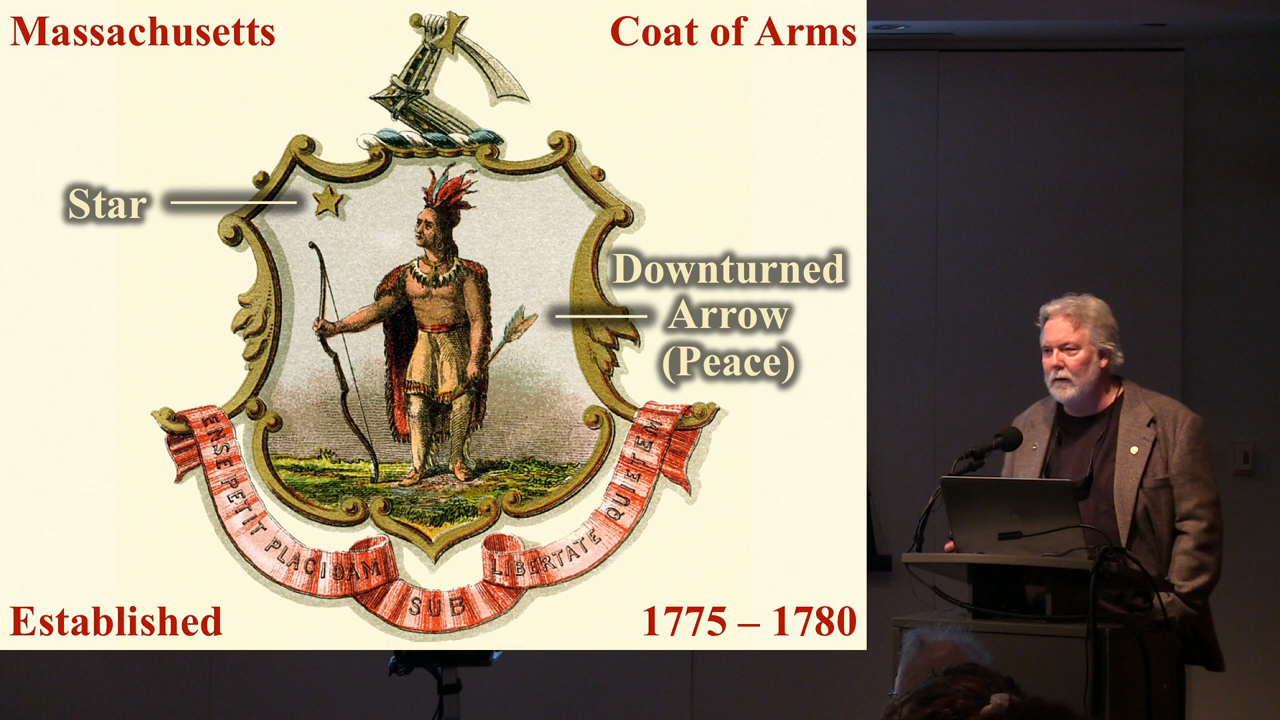 Massachusetts
Coat of Arms
Star
Downturned
Arrow
(Peace)
ENSE PETIT PLACIDAM
SUB
LIBERTATE QUIETEM
Established
1775 – 1780